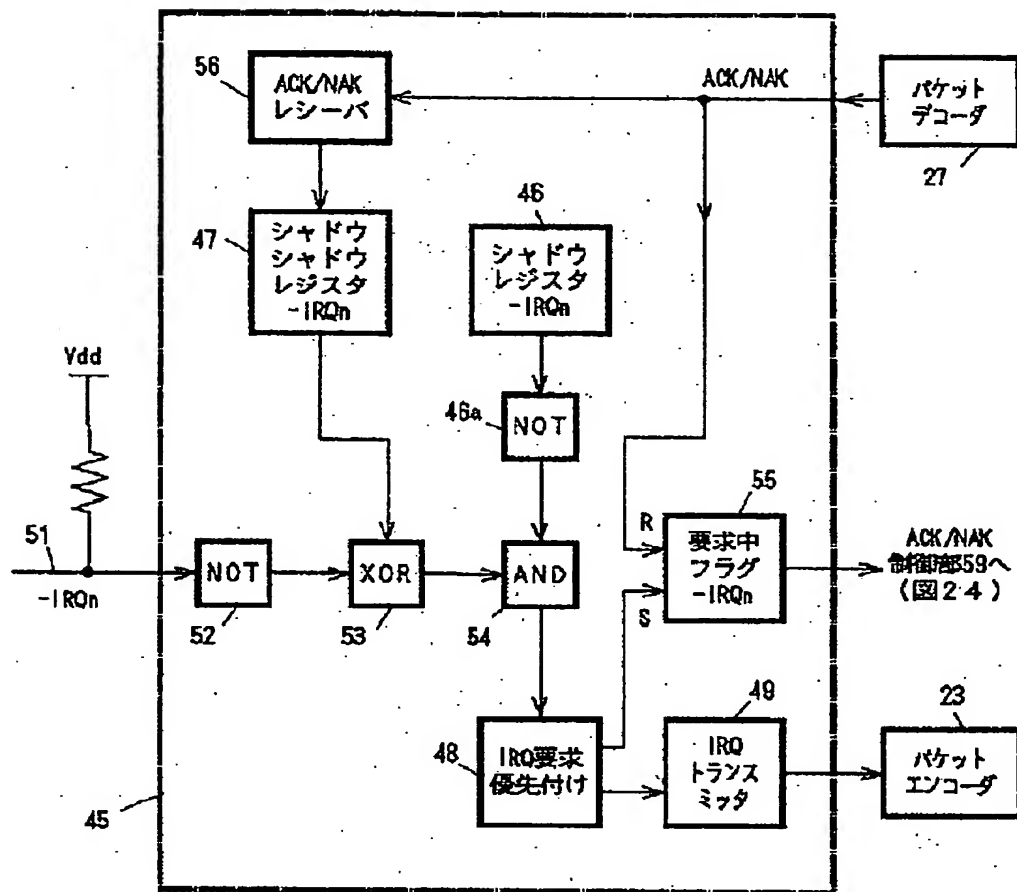 56
ACK/NAK
レシーバ
ACK/NAK
パケット
デコーダ
27
47
シャドウ
シャドウ
レジスタ
-IRQn
46
シャドウ
レジスタ
-IRQn
Vdd
46a
NOT
55
R
S
要求中
フラグ
-IRQn
ACK/NAK
制御部59へ
(図24)
51
-IRQn
NOT
52
XOR
53
AND
54
48
IRQ要求
優先付け
49
IRQ
トランス
ミッタ
23
パケット
エンコーダ
45